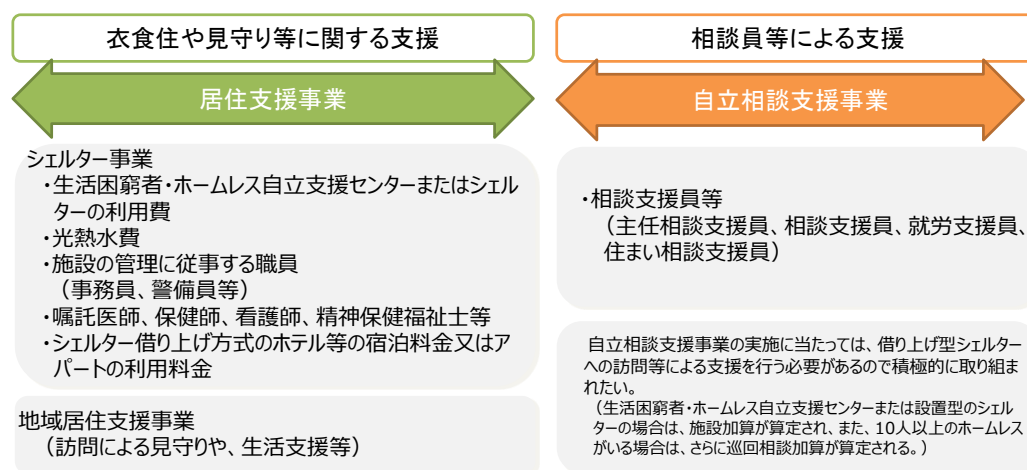 衣食住や見守り等に関する支援
居住支援事業
シェルター事業
・生活困窮者・ホームレス自立支援センターまたはシェル
ターの利用費
・光熱水費
・施設の管理に従事する職員
（事務員、警備員等）
・嘱託医師、保健師、看護師、精神保健福祉士等
・シェルター借り上げ方式のホテル等の宿泊料金又はア
パートの利用料金
地域居住支援事業
（訪問による見守りや、生活支援等）
相談員等による支援
自立相談支援事業
・相談支援員等
（主任相談支援員、相談支援員、就労支援員、
住まい相談支援員）
自立相談支援事業の実施に当たっては、借り上げ型シェルター
への訪問等による支援を行う必要があるので積極的に取り組ま
れたい。
（生活困窮者・ホームレス自立支援センターまたは設置型のシェル
ターの場合は、施設加算が算定され、また、10人以上のホームレス
がいる場合は、さらに巡回相談加算が算定される。）